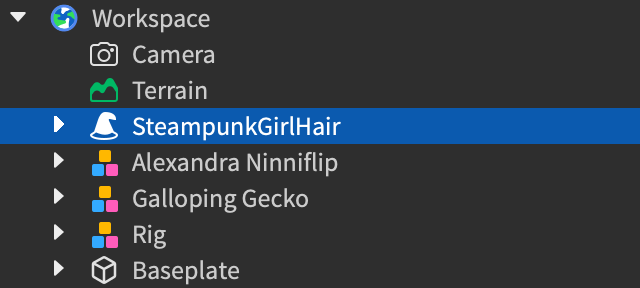 Workspace
Camera
Terrain
SteampunkGirlHair
Alexandra Ninniflip
Galloping Gecko
Rig
Baseplate